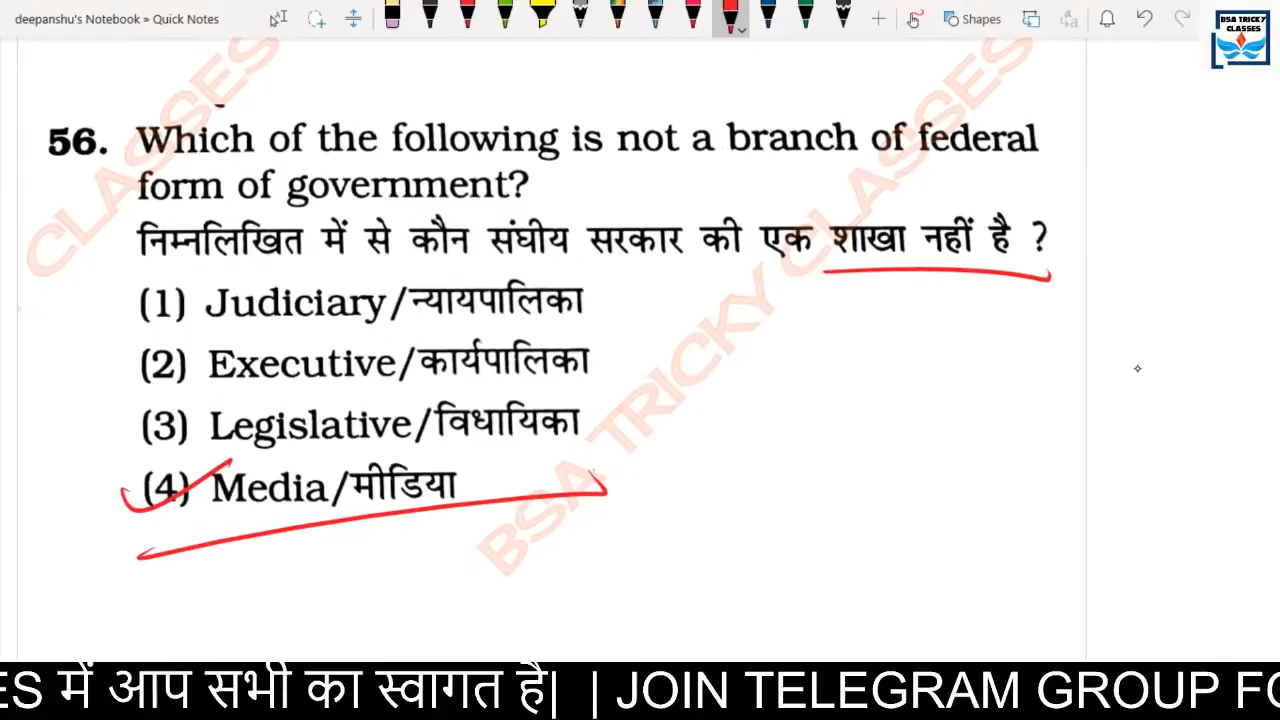 deepanshu's Notebook » Quick Notes
Shapes
BSA TRICKY
CLASSES
56. Which of the following is not a branch of federal
form of government?
निम्नलिखित में से कौन संघीय सरकार की एक शाखा नहीं है ?
(1) Judiciary/न्यायपालिका
(2) Executive/कार्यपालिका
(3) Legislative/विधायिका
(4) Media/मीडिया
CLASSES
BSA TRICKY CLASSES
ES में आप सभी का स्वागत है| | JOIN TELEGRAM GROUP FO